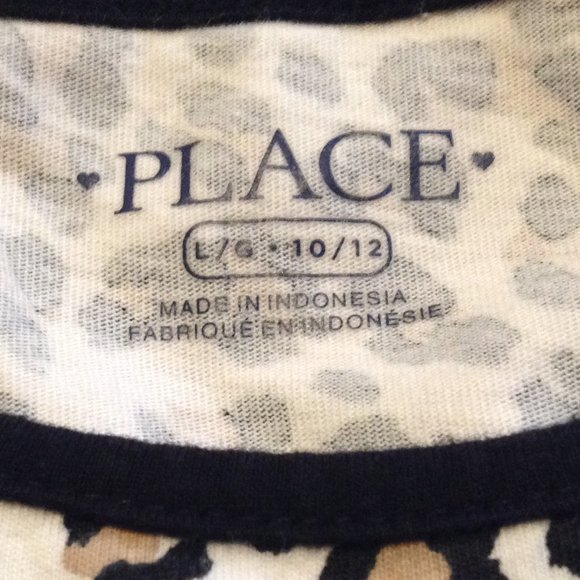 PLACE
L/G • 10/12
MADE IN INDONESIA
FABRIQUÉ EN INDONÉSIE